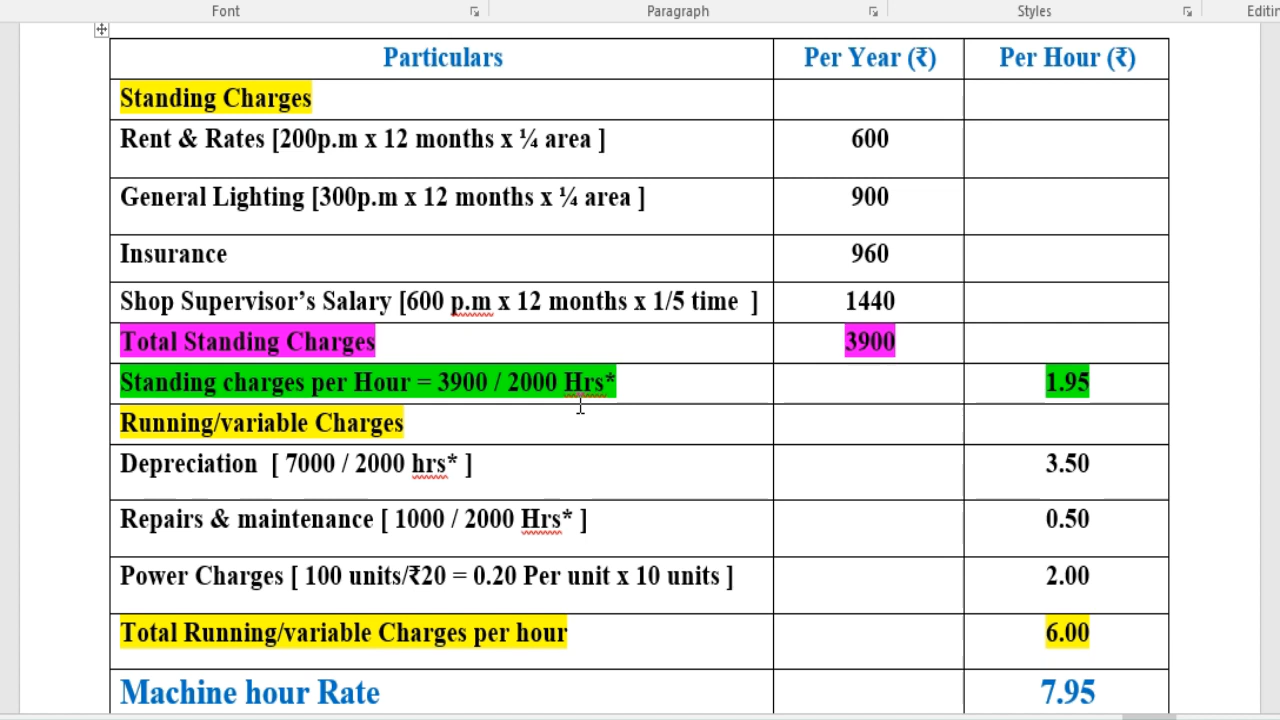 Font Paragraph Styles Editin
Particulars Per Year (₹) Per Hour (₹)
Standing Charges
Rent & Rates [200p.m x 12 months x ¼ area ] 600
General Lighting [300p.m x 12 months x ¼ area ] 900
Insurance 960
Shop Supervisor’s Salary [600 p.m x 12 months x 1/5 time ] 1440
Total Standing Charges 3900
Standing charges per Hour = 3900 / 2000 Hrs* 1.95
Running/variable Charges
Depreciation [ 7000 / 2000 hrs* ] 3.50
Repairs & maintenance [ 1000 / 2000 Hrs* ] 0.50
Power Charges [ 100 units/₹20 = 0.20 Per unit x 10 units ] 2.00
Total Running/variable Charges per hour 6.00
Machine hour Rate 7.95